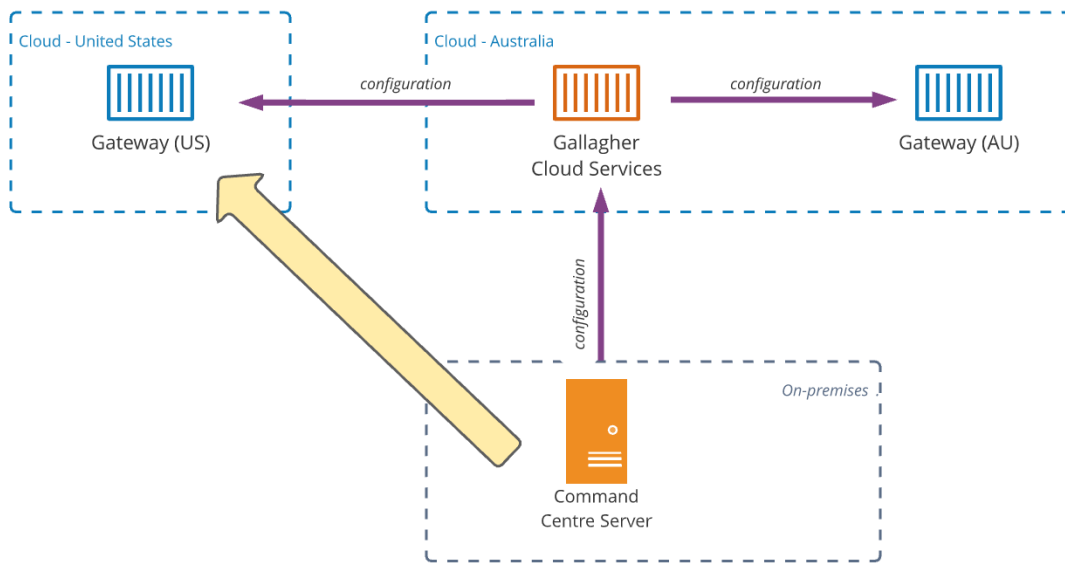 Cloud - United States
Cloud - Australia
configuration
configuration
Gateway (US)
Gallagher
Cloud Services
Gateway (AU)
configuration
On-premises
Command
Centre Server